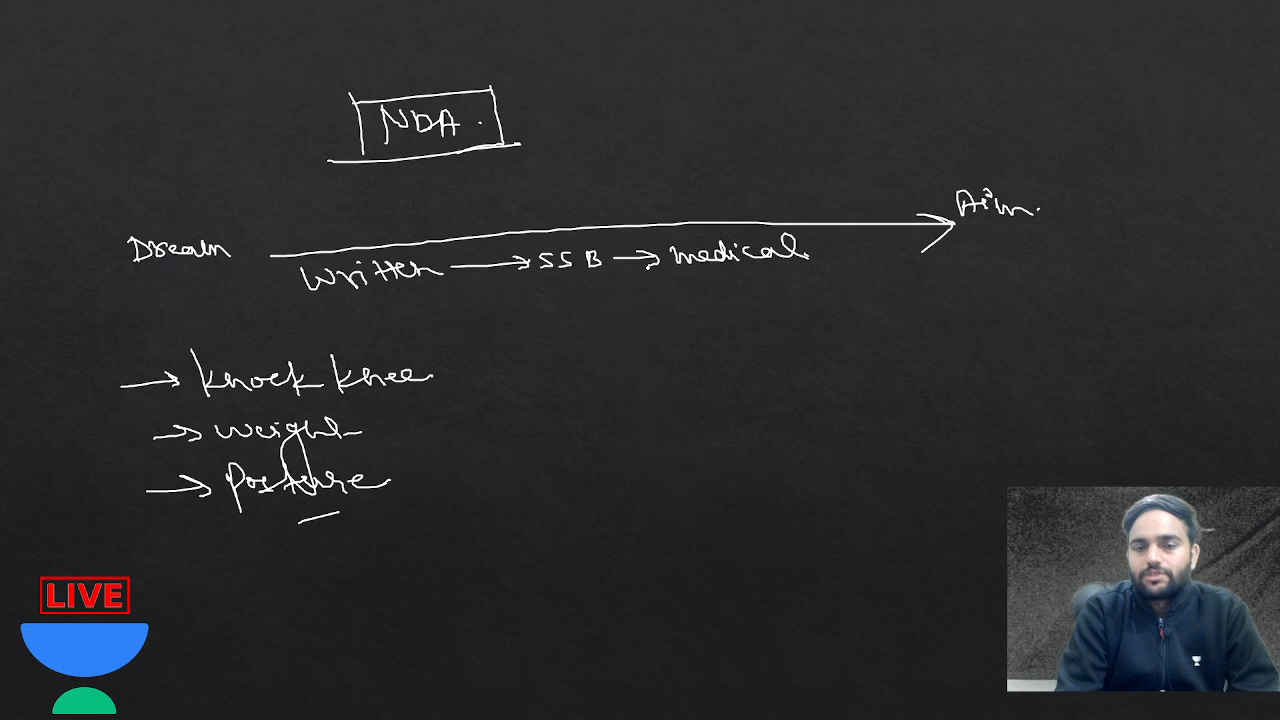 NDA.
Dream
Aim.
Written → SSB → medical
→ Knock knee
→ weight
→ Posture
LIVE